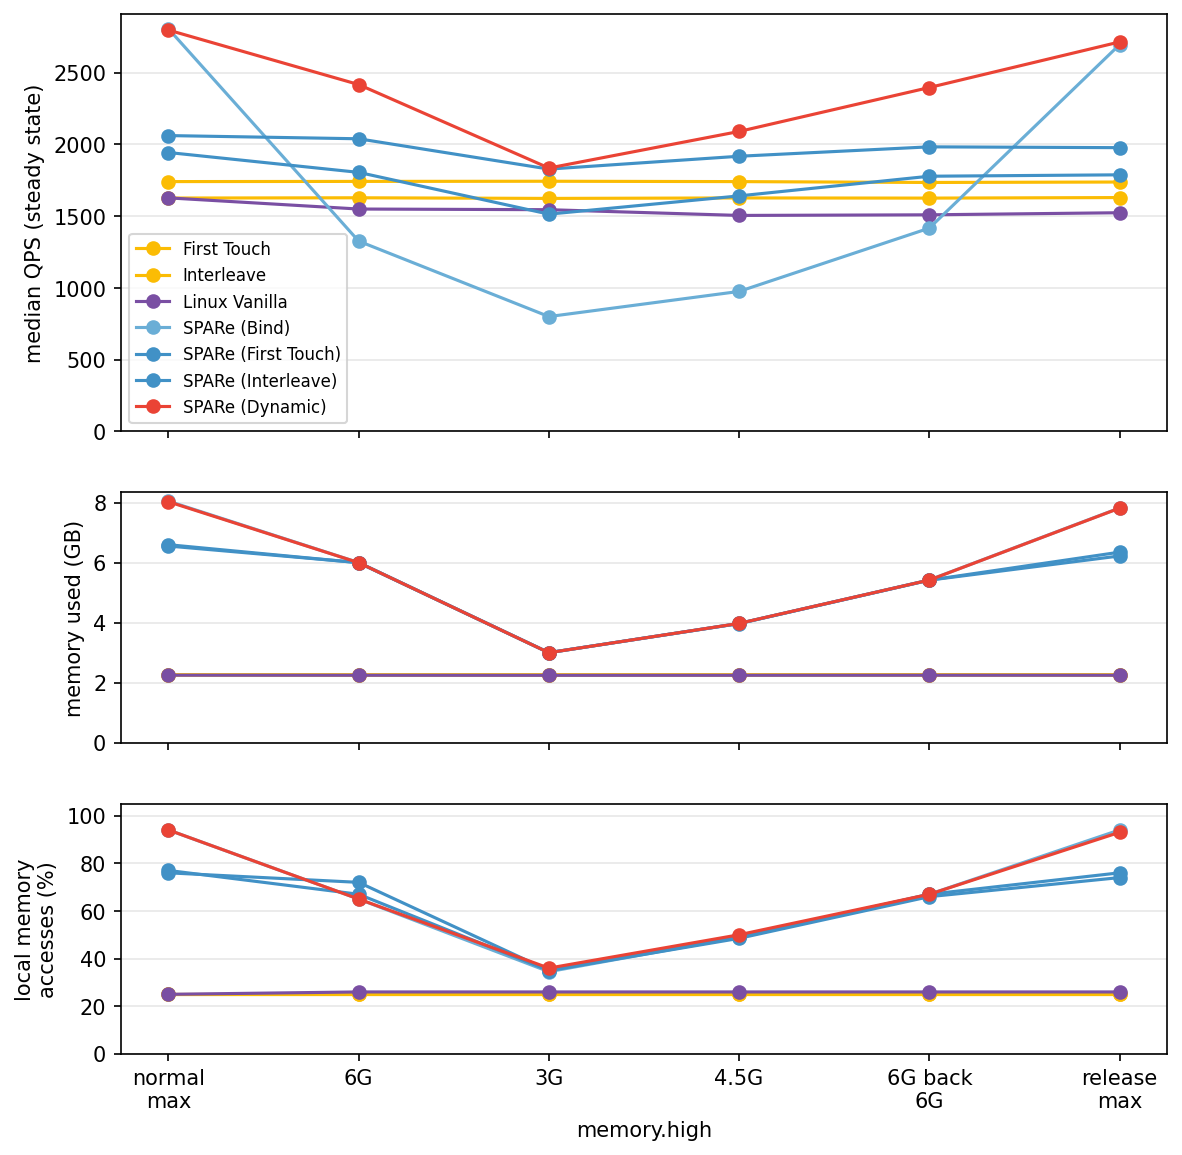 median QPS (steady state)
2500
2000
1500
1000
500
0
First Touch
Interleave
Linux Vanilla
SPARe (Bind)
SPARe (First Touch)
SPARe (Interleave)
SPARe (Dynamic)
memory used (GB)
8
6
4
2
0
local memory
accesses (%)
100
80
60
40
20
0
normal
max
6G
3G
4.5G
6G back
6G
release
max
memory.high